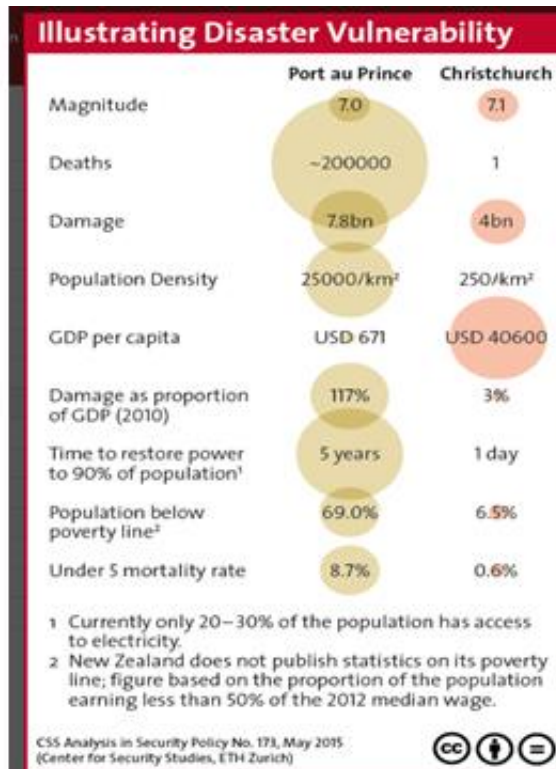 Illustrating Disaster Vulnerability
Port au Prince Christchurch
Magnitude 7.0 7.1
Deaths ~200000 1
Damage 7.8bn 4bn
Population Density 25000/km² 250/km²
GDP per capita USD 671 USD 40600
Damage as proportion
of GDP (2010) 117% 3%
Time to restore power
to 90% of population¹ 5 years 1 day
Population below
poverty line² 69.0% 6.5%
Under 5 mortality rate 8.7% 0.6%
1 Currently only 20–30% of the population has access
to electricity.
2 New Zealand does not publish statistics on its poverty
line; figure based on the proportion of the population
earning less than 50% of the 2012 median wage.
CSS Analysis in Security Policy No. 173, May 2015
(Center for Security Studies, ETH Zurich)
cc